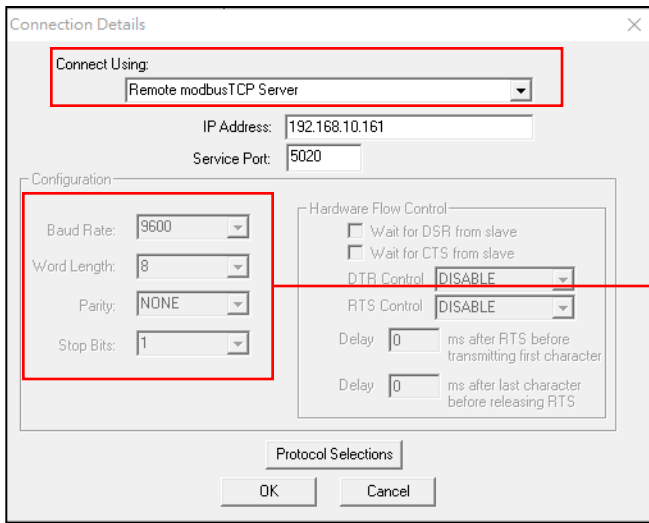 Connection Details
Connect Using:
Remote modbusTCP Server
IP Address: 192.168.10.161
Service Port: 5020
Configuration
Baud Rate: 9600
Word Length: 8
Parity: NONE
Stop Bits: 1
Hardware Flow Control
Wait for DSR from slave
Wait for CTS from slave
DTR Control DISABLE
RTS Control DISABLE
Delay 0 ms after RTS before
transmitting first character
Delay 0 ms after last character
before releasing RTS
Protocol Selections
OK Cancel